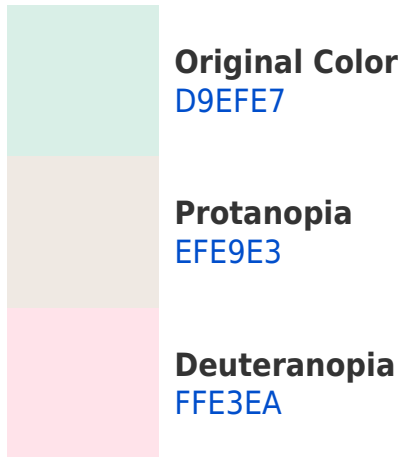 Original Color
D9EFE7
Protanopia
EFE9E3
Deuteranopia
FFE3EA